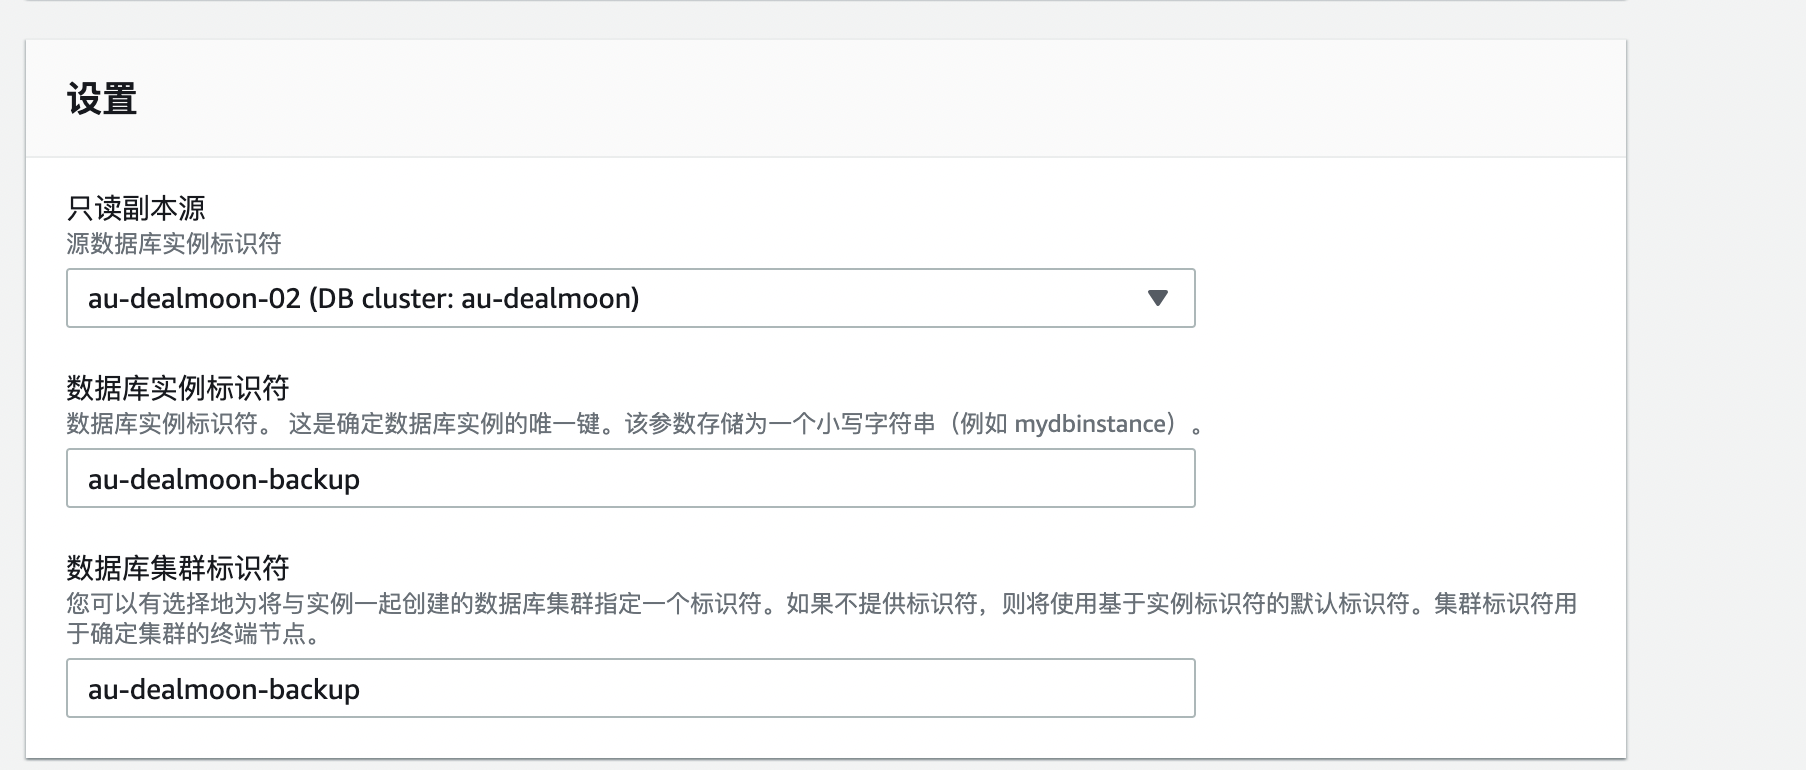 设置
只读副本源
源数据库实例标识符
au-dealmoon-02 (DB cluster: au-dealmoon)
数据库实例标识符
数据库实例标识符。 这是确定数据库实例的唯一键。该参数存储为一个小写字符串（例如 mydbinstance）。
au-dealmoon-backup
数据库集群标识符
您可以有选择地为将与实例一起创建的数据库集群指定一个标识符。如果不提供标识符，则将使用基于实例标识符的默认标识符。集群标识符用
于确定集群的终端节点。
au-dealmoon-backup